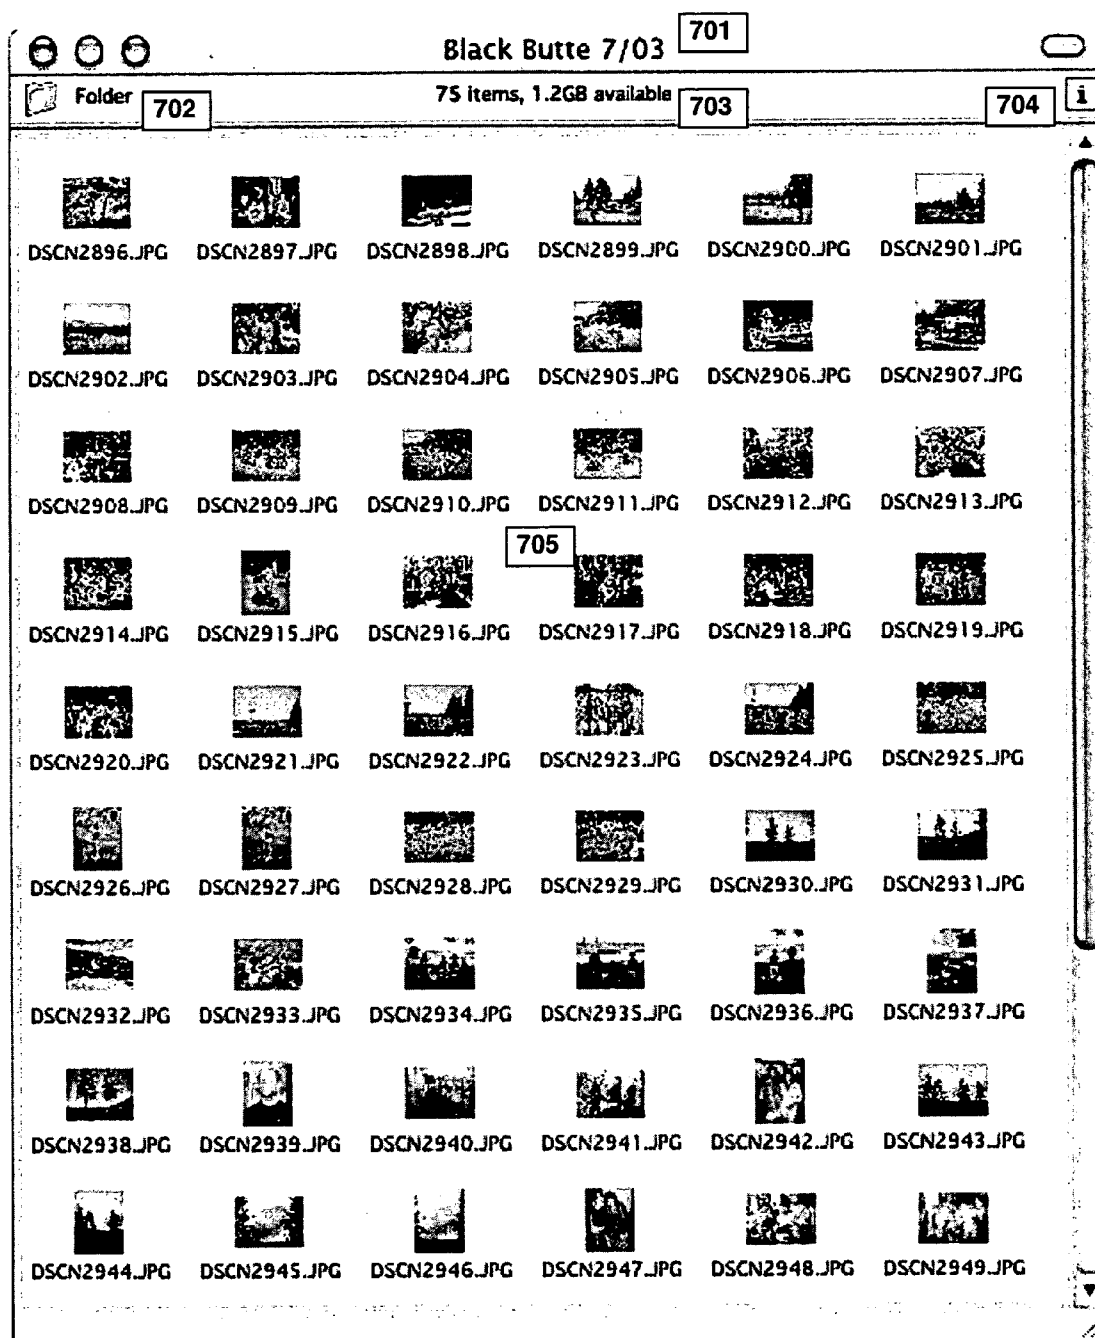 Black Butte 7/03 701
Folder 702 75 items, 1.2GB available 703 704 i
DSCN2896.JPG DSCN2897.JPG DSCN2898.JPG DSCN2899.JPG DSCN2900.JPG DSCN2901.JPG
DSCN2902.JPG DSCN2903.JPG DSCN2904.JPG DSCN2905.JPG DSCN2906.JPG DSCN2907.JPG
DSCN2908.JPG DSCN2909.JPG DSCN2910.JPG DSCN2911.JPG DSCN2912.JPG DSCN2913.JPG
705
DSCN2914.JPG DSCN2915.JPG DSCN2916.JPG DSCN2917.JPG DSCN2918.JPG DSCN2919.JPG
DSCN2920.JPG DSCN2921.JPG DSCN2922.JPG DSCN2923.JPG DSCN2924.JPG DSCN2925.JPG
DSCN2926.JPG DSCN2927.JPG DSCN2928.JPG DSCN2929.JPG DSCN2930.JPG DSCN2931.JPG
DSCN2932.JPG DSCN2933.JPG DSCN2934.JPG DSCN2935.JPG DSCN2936.JPG DSCN2937.JPG
DSCN2938.JPG DSCN2939.JPG DSCN2940.JPG DSCN2941.JPG DSCN2942.JPG DSCN2943.JPG
DSCN2944.JPG DSCN2945.JPG DSCN2946.JPG DSCN2947.JPG DSCN2948.JPG DSCN2949.JPG